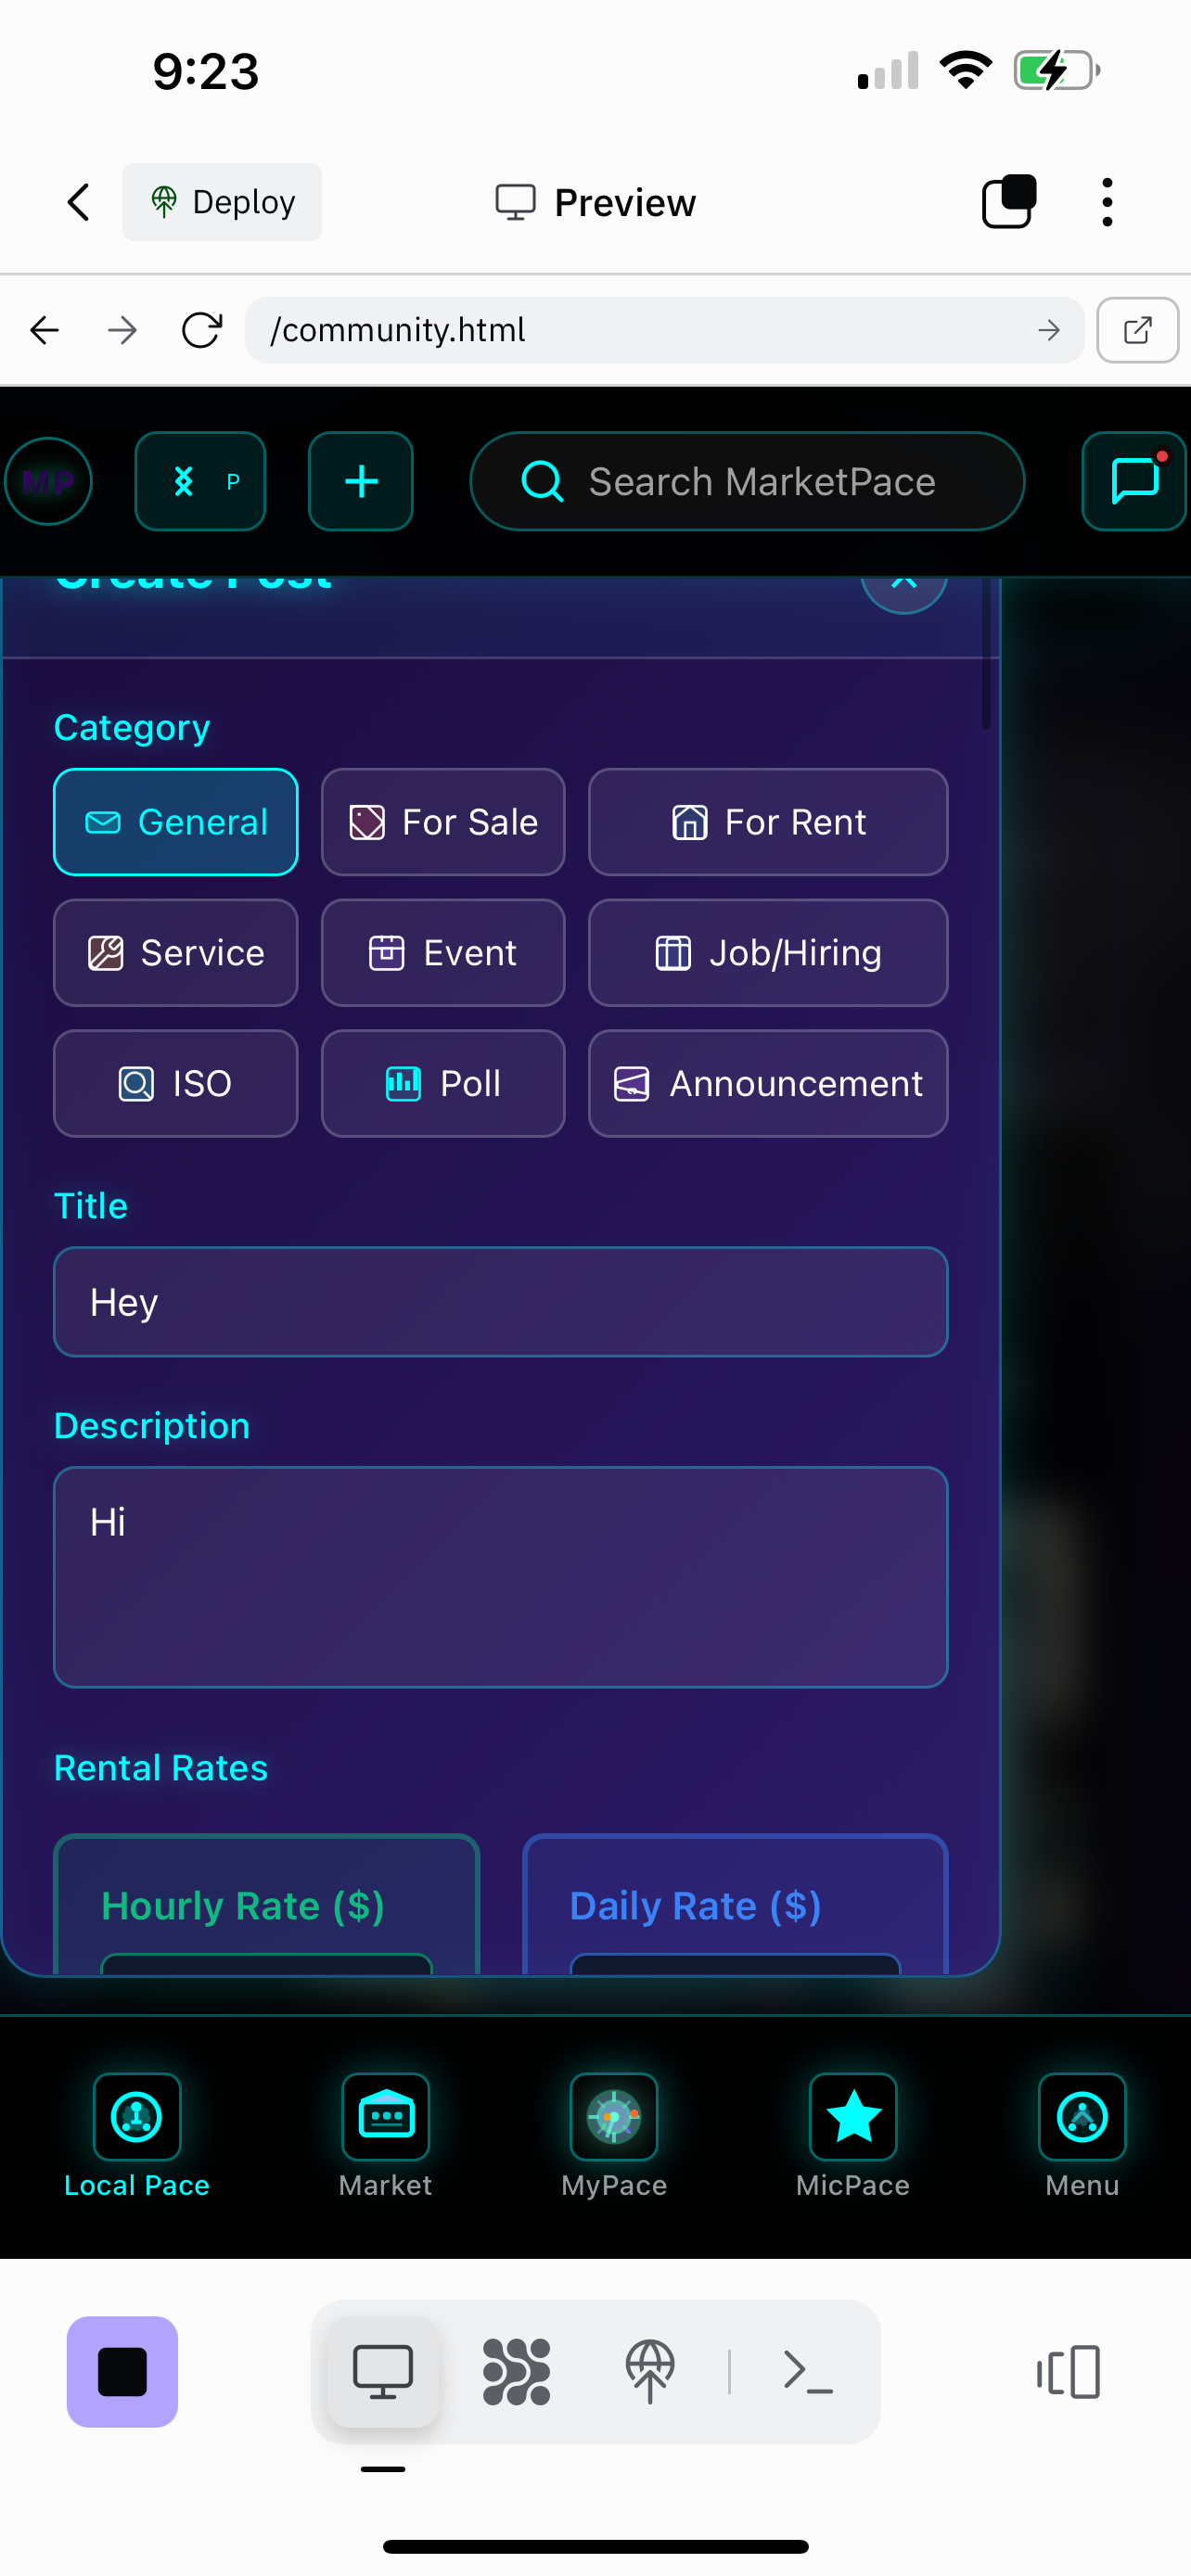 9:23
Deploy
Preview
/community.html
MP
P
Search MarketPace
Create Post
Category
General
For Sale
For Rent
Service
Event
Job/Hiring
ISO
Poll
Announcement
Title
Hey
Description
Hi
Rental Rates
Hourly Rate ($)
Daily Rate ($)
Local Pace
Market
MyPace
MicPace
Menu